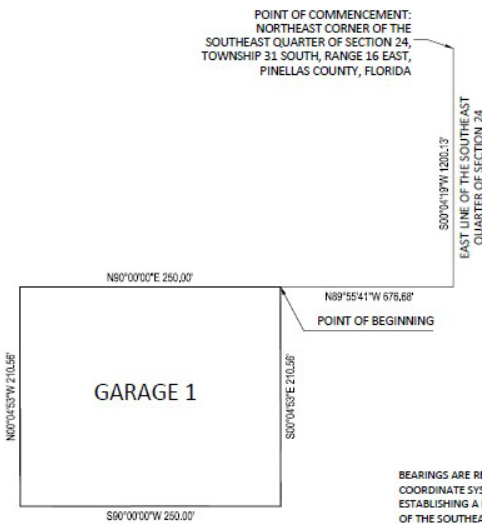 POINT OF COMMENCEMENT:
NORTHEAST CORNER OF THE
SOUTHEAST QUARTER OF SECTION 24,
TOWNSHIP 31 SOUTH, RANGE 16 EAST,
PINELLAS COUNTY, FLORIDA
S00°04'19"W 1200.13'
EAST LINE OF THE SOUTHEAST
QUARTER OF SECTION 24
N90°00'00"E 250.00'
N89°55'41"W 676.68'
POINT OF BEGINNING
N00°04'53"W 210.56'
GARAGE 1
S00°04'53"E 210.56'
S90°00'00"W 250.00'
BEARINGS ARE
COORDINATE
ESTABLISHING A
OF THE